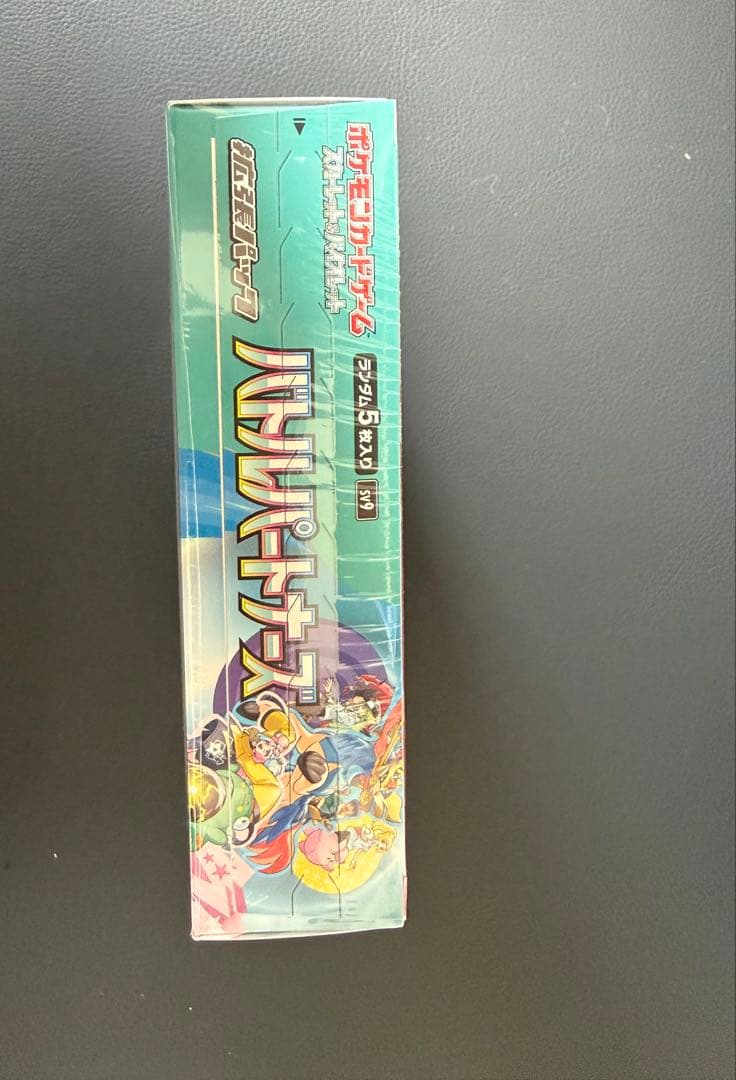 ポケモンカードゲーム
スカーレット&バイオレット
ランダム5枚入り SV9
拡張パック
バトルパートナーズ